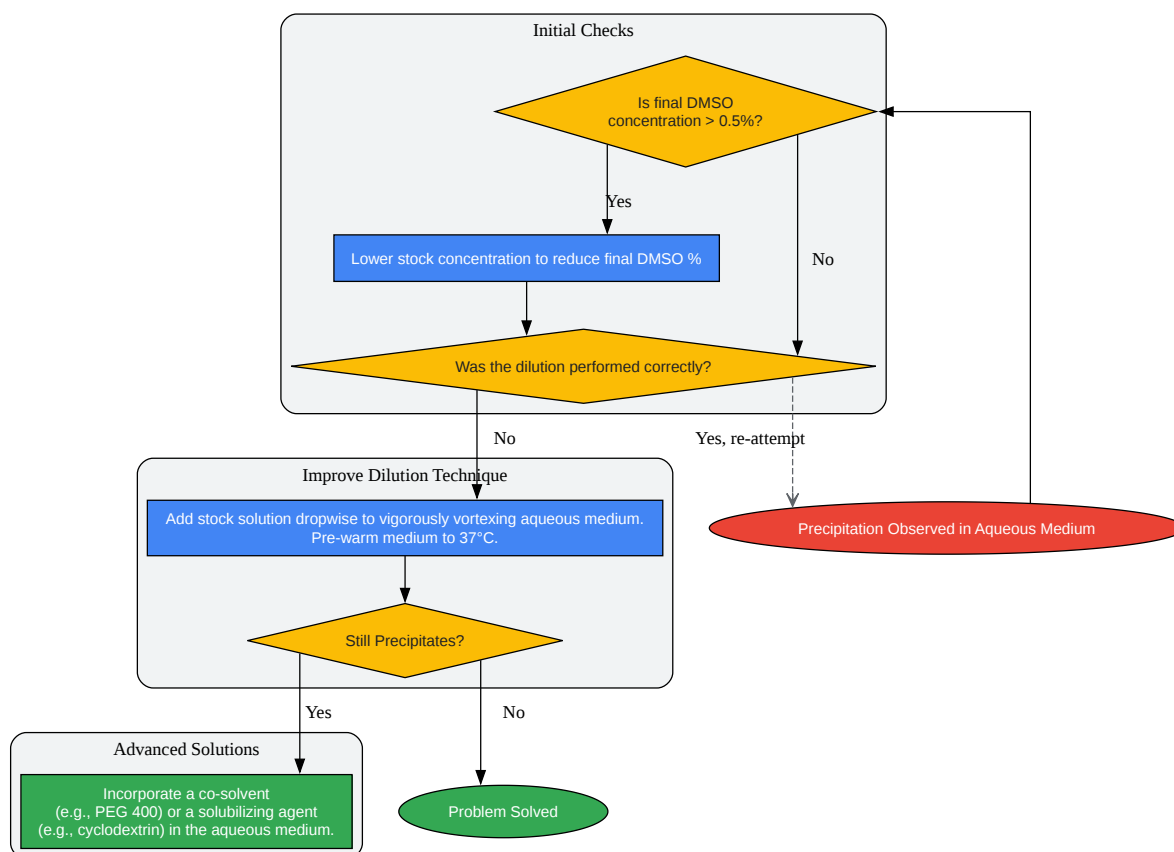 Initial Checks
Is final DMSO
concentration > 0.5%?
Yes
Lower stock concentration to reduce final DMSO %
No
Was the dilution performed correctly?
No
Yes, re-attempt
Improve Dilution Technique
Add stock solution dropwise to vigorously vortexing aqueous medium.
Pre-warm medium to 37°C.
Precipitation Observed in Aqueous Medium
Still Precipitates?
Yes
No
Advanced Solutions
Incorporate a co-solvent
(e.g., PEG 400) or a solubilizing agent
(e.g., cyclodextrin) in the aqueous medium.
Problem Solved